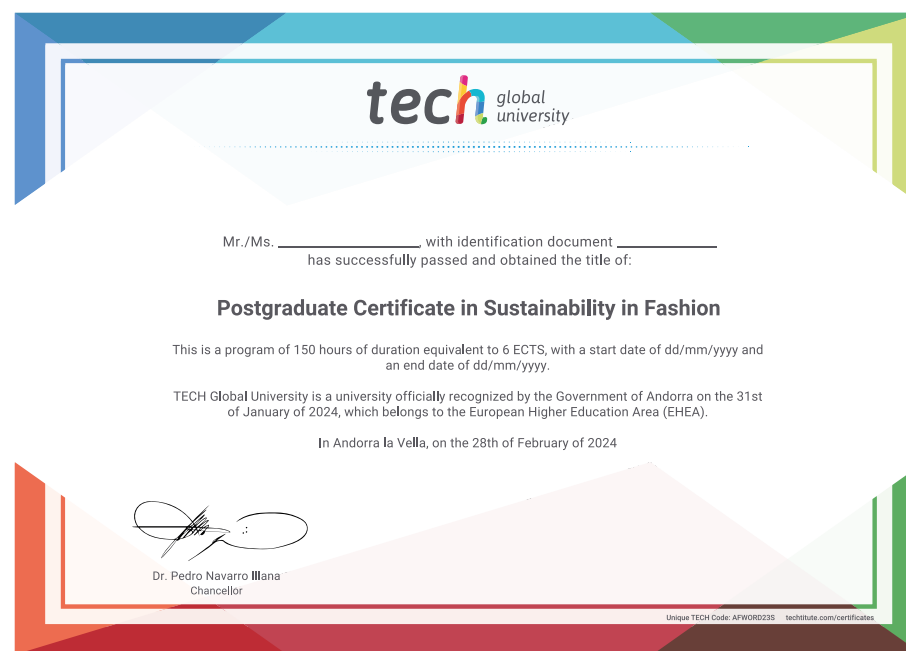 tech global university
Mr./Ms. ____________________, with identification document ______________
has successfully passed and obtained the title of:
Postgraduate Certificate in Sustainability in Fashion
This is a program of 150 hours of duration equivalent to 6 ECTS, with a start date of dd/mm/yyyy and
an end date of dd/mm/yyyy.
TECH Global University is a university officially recognized by the Government of Andorra on the 31st
of January of 2024, which belongs to the European Higher Education Area (EHEA).
In Andorra la Vella, on the 28th of February of 2024
Dr. Pedro Navarro Illana
Chancellor
Unique TECH Code: AFWORD23S techtitute.com/certificates